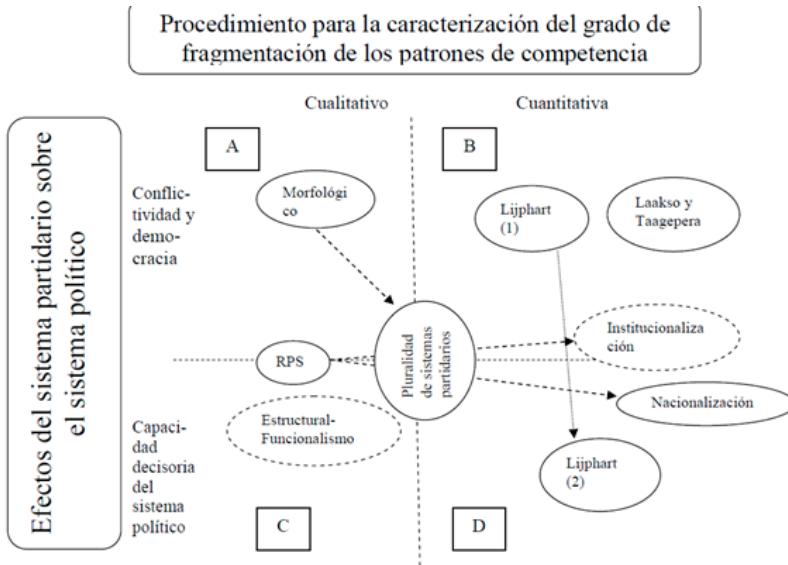 Procedimiento para la caracterización del grado de
fragmentación de los patrones de competencia
Cualitativo
Cuantitativa
A
B
Efectos del sistema partidario sobre
el sistema político
Conflic-
tividad y
demo-
cracia
Morfológi
co
Lijphart
(1)
Laakso y
Taagepera
Pluralidad
de sistemas
partidarios
Institucionaliza
ción
RPS
Nacionalización
Estructural-
Funcionalismo
Capaci-
dad
decisoria
del
sistema
político
Lijphart
(2)
C
D